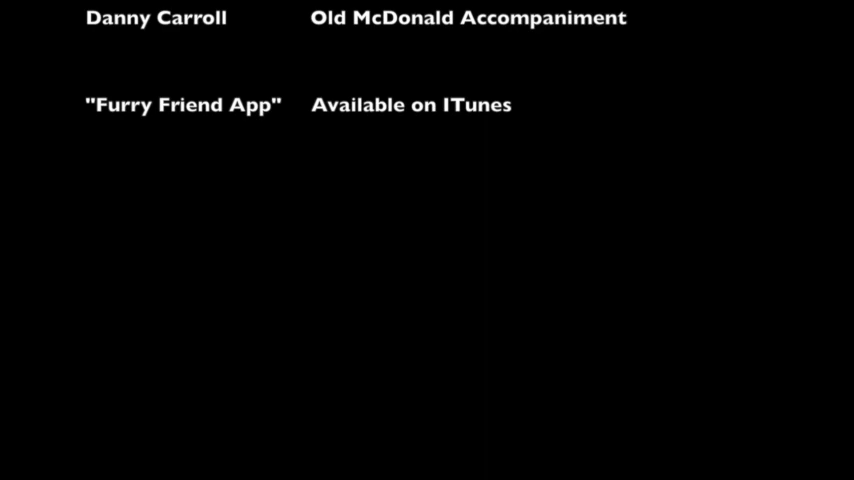 Danny Carroll Old McDonald Accompaniment
"Furry Friend App" Available on ITunes